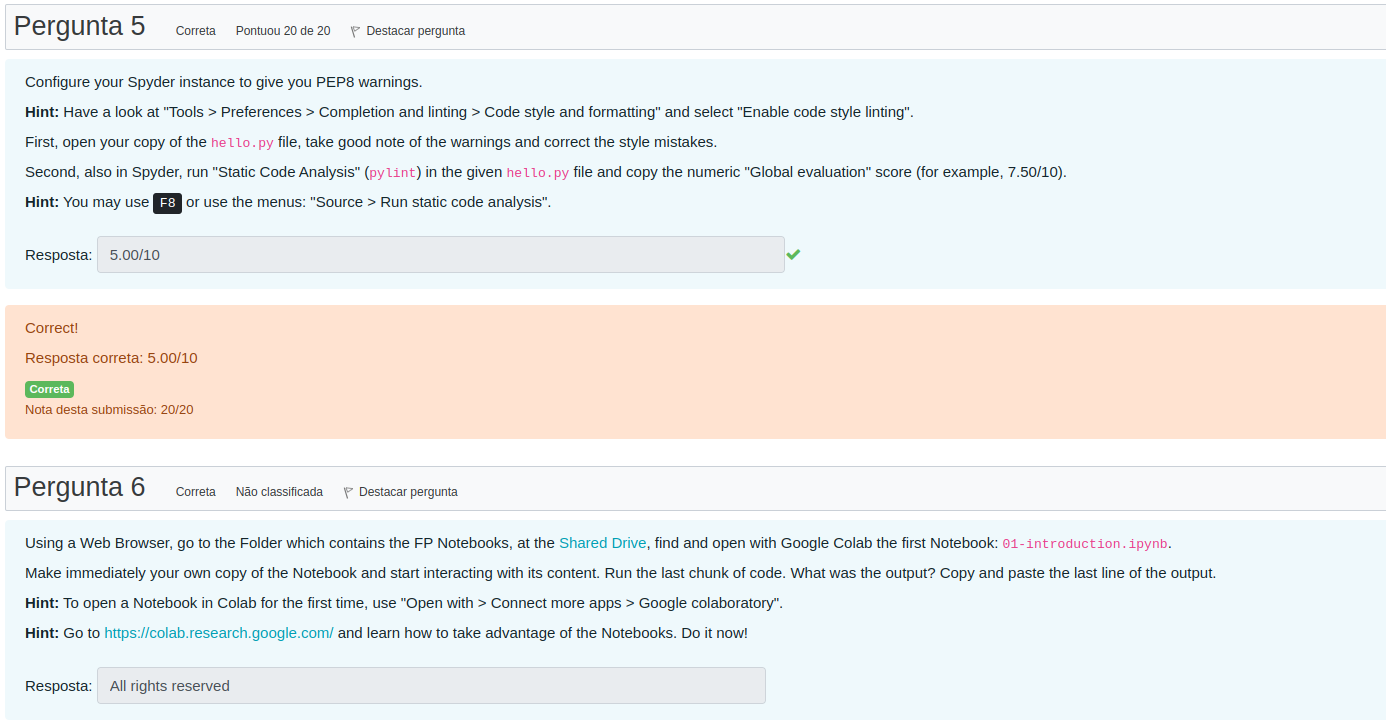 Pergunta 5 Correta Pontuou 20 de 20 Destacar pergunta
Configure your Spyder instance to give you PEP8 warnings.
Hint: Have a look at "Tools > Preferences > Completion and linting > Code style and formatting" and select "Enable code style linting".
First, open your copy of the hello.py file, take good note of the warnings and correct the style mistakes.
Second, also in Spyder, run "Static Code Analysis" (pylint) in the given hello.py file and copy the numeric "Global evaluation" score (for example, 7.50/10).
Hint: You may use F8 or use the menus: "Source > Run static code analysis".
Resposta: 5.00/10
Correct!
Resposta correta: 5.00/10
Correta
Nota desta submissão: 20/20
Pergunta 6 Correta Não classificada Destacar pergunta
Using a Web Browser, go to the Folder which contains the FP Notebooks, at the Shared Drive, find and open with Google Colab the first Notebook: 01-introduction.ipynb.
Make immediately your own copy of the Notebook and start interacting with its content. Run the last chunk of code. What was the output? Copy and paste the last line of the output.
Hint: To open a Notebook in Colab for the first time, use "Open with > Connect more apps > Google colaboratory".
Hint: Go to https://colab.research.google.com/ and learn how to take advantage of the Notebooks. Do it now!
Resposta: All rights reserved